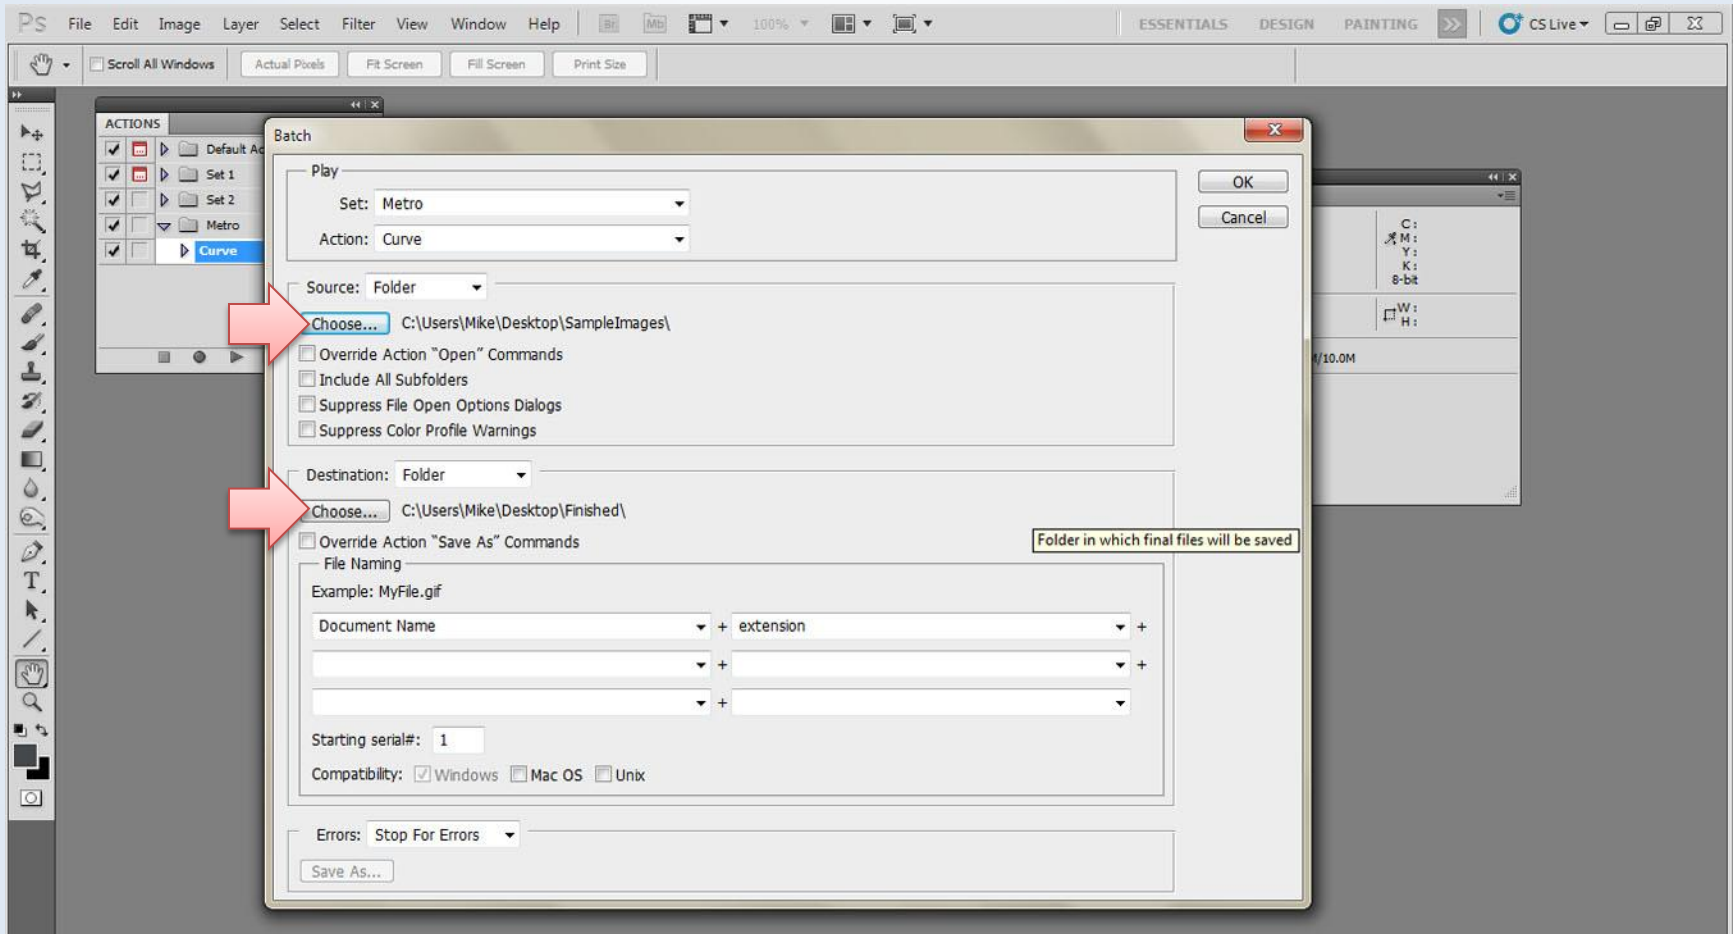 Ps File Edit Image Layer Select Filter View Window Help Br Mb 100% ESSENTIALS DESIGN PAINTING >> CS Live
Scroll All Windows Actual Pixels Fit Screen Fill Screen Print Size
ACTIONS
Default Ac
Set 1
Set 2
Metro
Curve
Batch
Play
Set: Metro
Action: Curve
OK
Cancel
Source: Folder
Choose... C:\Users\Mike\Desktop\SampleImages\
Override Action "Open" Commands
Include All Subfolders
Suppress File Open Options Dialogs
Suppress Color Profile Warnings
Destination: Folder
Choose... C:\Users\Mike\Desktop\Finished\
Override Action "Save As" Commands
Folder in which final files will be saved
File Naming
Example: MyFile.gif
Document Name + extension +
+ +
+
Starting serial#: 1
Compatibility: Windows Mac OS Unix
Errors: Stop For Errors
Save As...
C:
M:
Y:
K:
8-bit
W:
H:
/10.0M
T